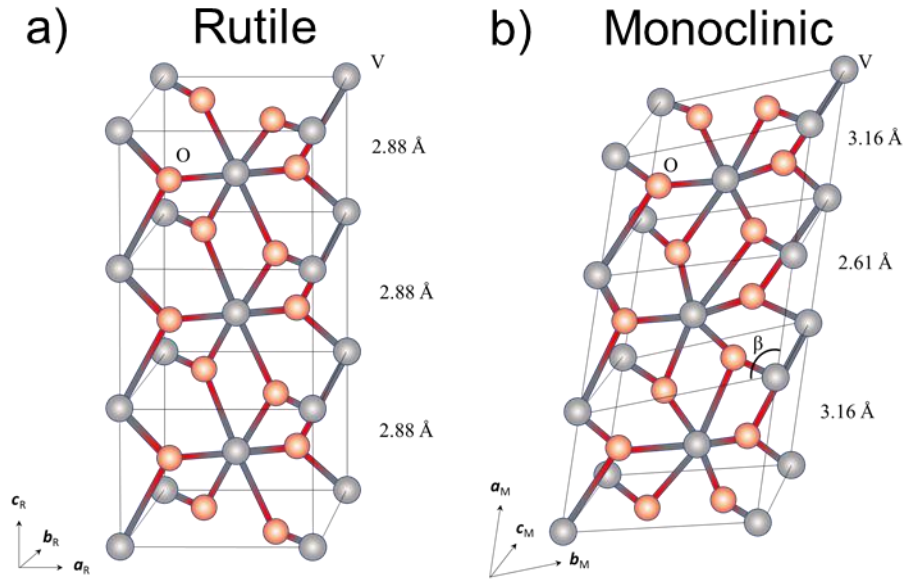 a) Rutile
V
2.88 Å
O
2.88 Å
2.88 Å
c_R
b_R
a_R
b) Monoclinic
V
3.16 Å
O
2.61 Å
β
3.16 Å
a_M
c_M
b_M